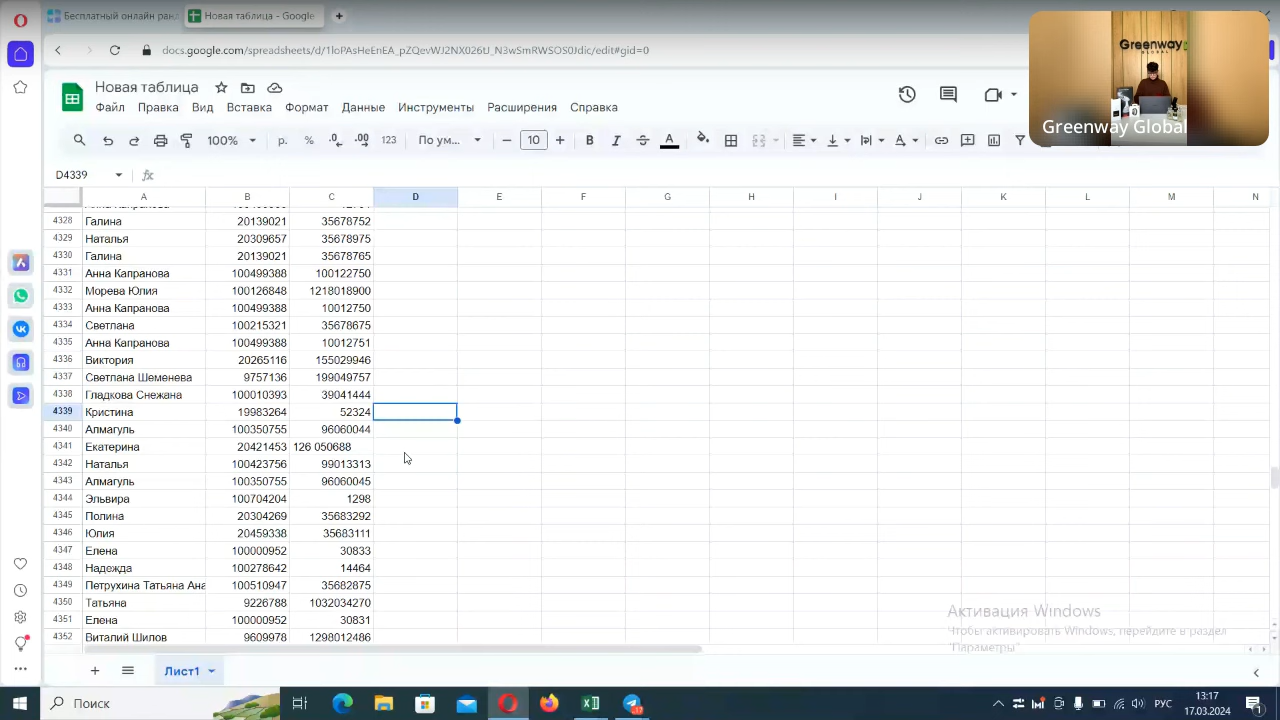 Бесплатный онлайн ранд
Новая таблица - Google
docs.google.com/spreadsheets/d/1loPAsHeEnEA_pZQdtWJ2NX026tJ_N3wSmRWSOS0Jdic/edit#gid=0
Greenway
GLOBAL
Greenway Global
Новая таблица
Файл Правка Вид Вставка Формат Данные Инструменты Расширения Справка
100% р. % .0 .00 123 По ум... 10
D4339 fx
A B C D E F G H I J K L M N
4328 Галина 20139021 35678752
4329 Наталья 20309657 35678975
4330 Галина 20139021 35678765
4331 Анна Капранова 100499388 100122750
4332 Морева Юлия 100126848 1218018900
4333 Анна Капранова 100499388 10012750
4334 Светлана 100215321 35678675
4335 Анна Капранова 100499388 10012751
4336 Виктория 20265116 155029946
4337 Светлана Шеменева 9757136 199049757
4338 Гладкова Снежана 100010393 39041444
4339 Кристина 19983264 52324
4340 Алмагуль 100350755 96060044
4341 Екатерина 20421453 126 050688
4342 Наталья 100423756 99013313
4343 Алмагуль 100350755 96060045
4344 Эльвира 100704204 1298
4345 Полина 20304269 35683292
4346 Юлия 20459338 35683111
4347 Елена 100000952 30833
4348 Надежда 100278642 14464
4349 Петрухина Татьяна Ана 100510947 35682875
4350 Татьяна 9226788 1032034270
4351 Елена 100000952 30831
4352 Виталий Шилов 9609978 1298012486
Активация Windows
Чтобы активировать Windows, перейдите в раздел
"Параметры".
Лист1
Поиск
РУС
13:17
17.03.2024